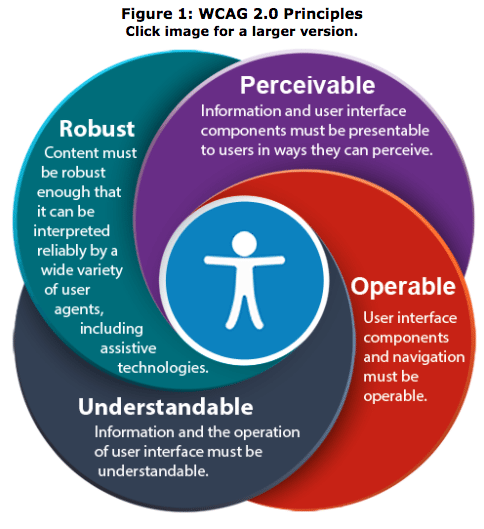 Figure 1: WCAG 2.0 Principles
Click image for a larger version.
Perceivable
Information and user interface
components must be presentable
to users in ways they can perceive.
Robust
Content must
be robust
enough that
it can be
interpreted
reliably by a
wide variety
of user
agents,
including
assistive
technologies.
Operable
User interface
components
and navigation
must be
operable.
Understandable
Information and the operation
of user interface must be
understandable.